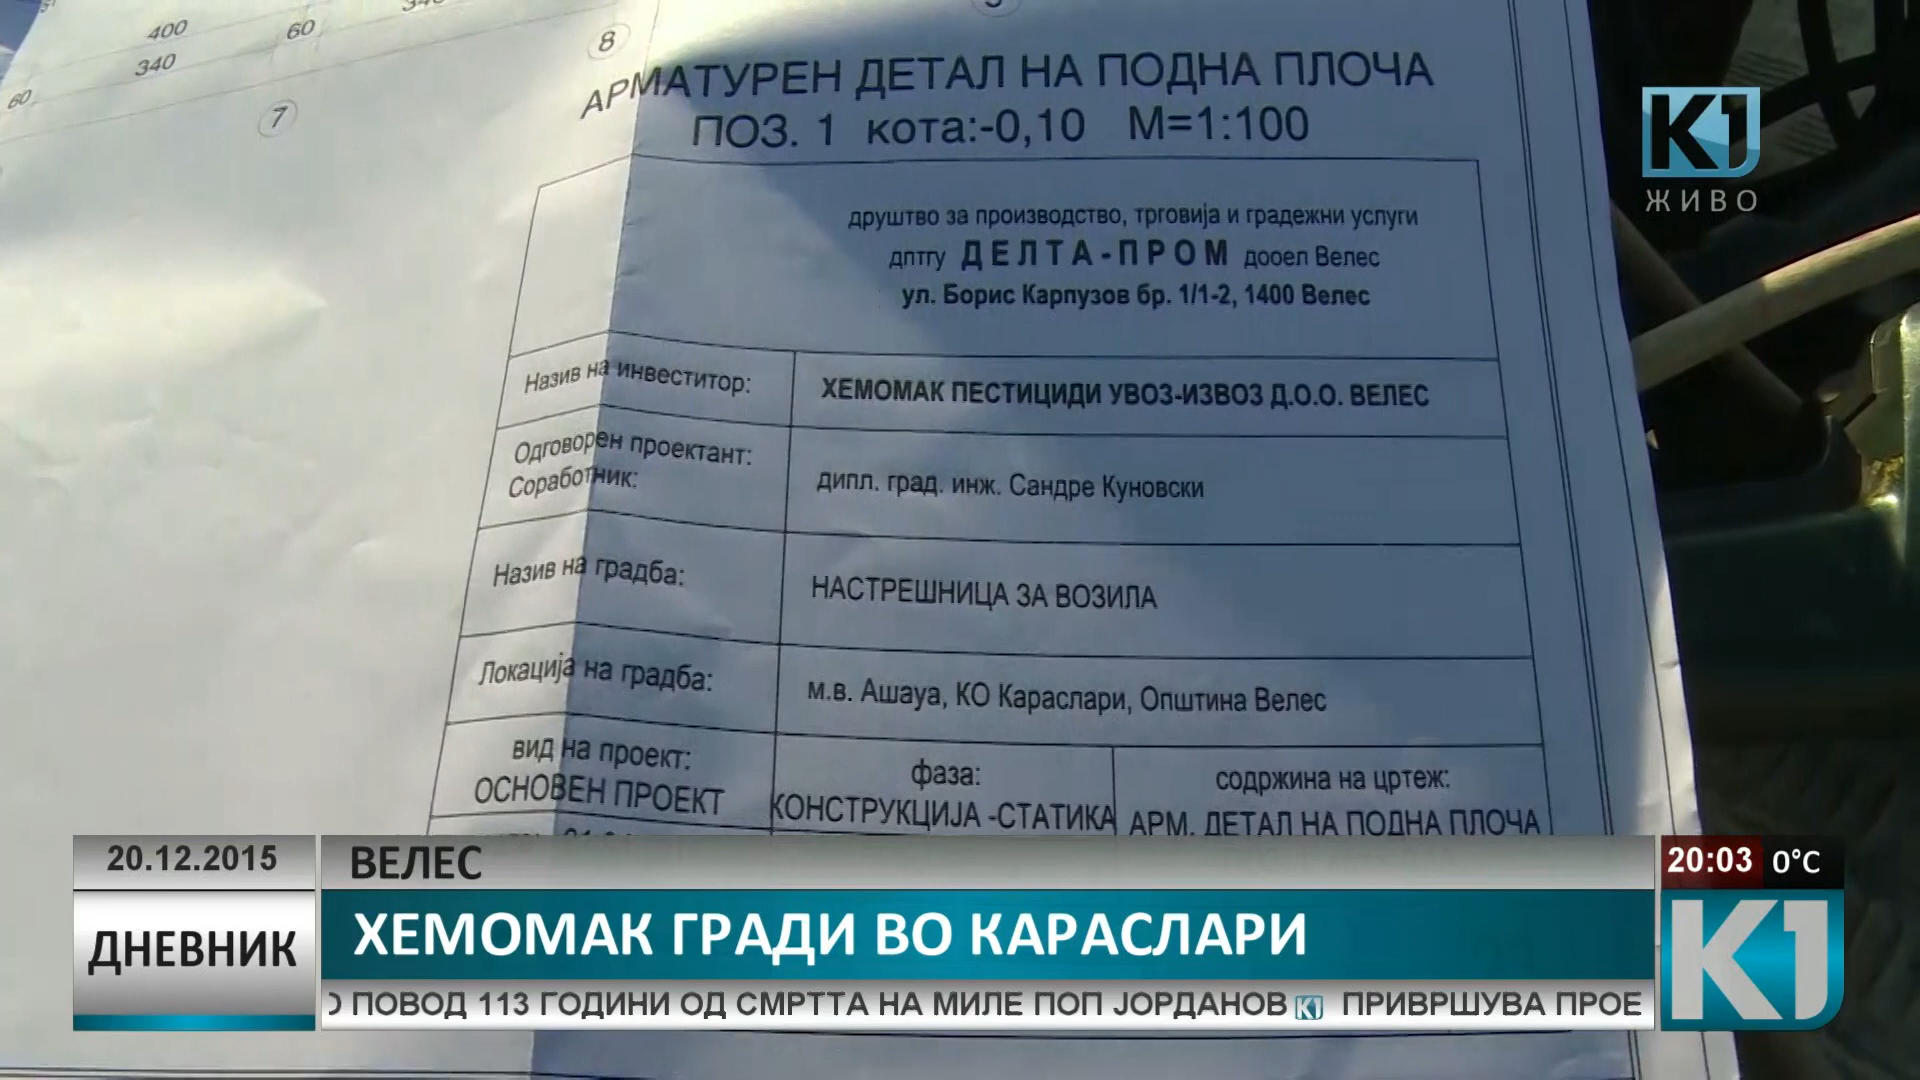 400
60
340
60
7
8
АРМАТУРЕН ДЕТАЛ НА ПОДНА ПЛОЧА
ПОЗ. 1 кота:-0,10 М=1:100
друштво за производство, трговија и градежни услуги
дптгу ДЕЛТА-ПРОМ дооел Велес
ул. Борис Карпузов бр. 1/1-2, 1400 Велес
Назив на инвеститор:
ХЕМОМАК ПЕСТИЦИДИ УВОЗ-ИЗВОЗ Д.О.О. ВЕЛЕС
Одговорен проектант:
Соработник:
дипл. град. инж. Сандре Куновски
Назив на градба:
НАСТРЕШНИЦА ЗА ВОЗИЛА
Локација на градба:
м.в. Ашауа, КО Караслари, Општина Велес
вид на проект:
ОСНОВЕН ПРОЕКТ
фаза:
КОНСТРУКЦИЈА -СТАТИКА
содржина на цртеж:
АРМ. ДЕТАЛ НА ПОДНА ПЛОЧА
K1
ЖИВО
20.12.2015
ВЕЛЕС
20:03 0°C
ДНЕВНИК
ХЕМОМАК ГРАДИ ВО КАРАСЛАРИ
K1
ПОВОД 113 ГОДИНИ ОД СМРТТА НА МИЛЕ ПОП ЈОРДАНОВ K1 ПРИВРШУВА ПРОЕ